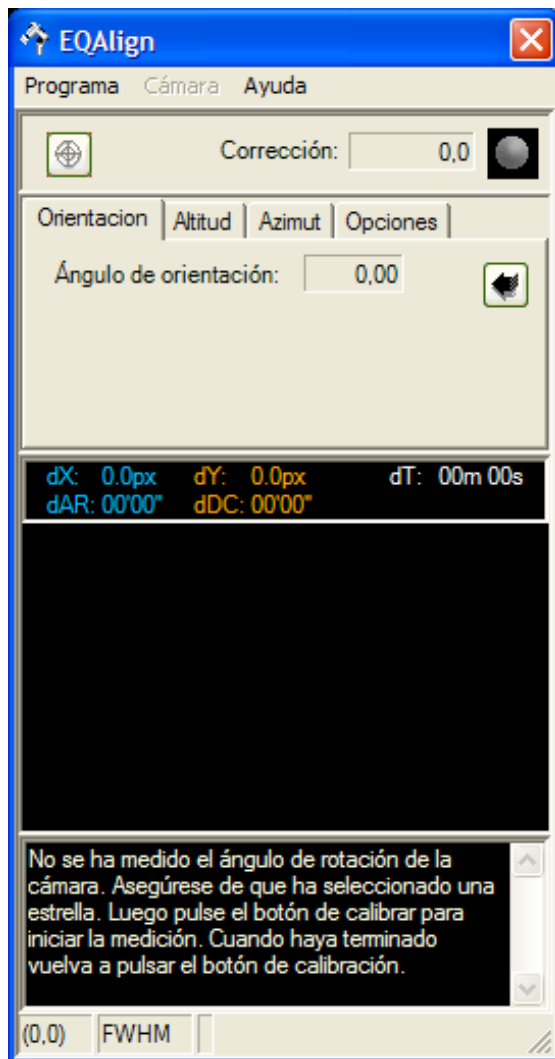 EQAlign
Programa Cámara Ayuda
Corrección: 0,0
Orientacion Altitud Azimut Opciones
Ángulo de orientación: 0,00
dX: 0.0px dY: 0.0px dT: 00m 00s
dAR: 00'00" dDC: 00'00"
No se ha medido el ángulo de rotación de la
cámara. Asegúrese de que ha seleccionado una
estrella. Luego pulse el botón de calibrar para
iniciar la medición. Cuando haya terminado
vuelva a pulsar el botón de calibración.
(0,0) FWHM